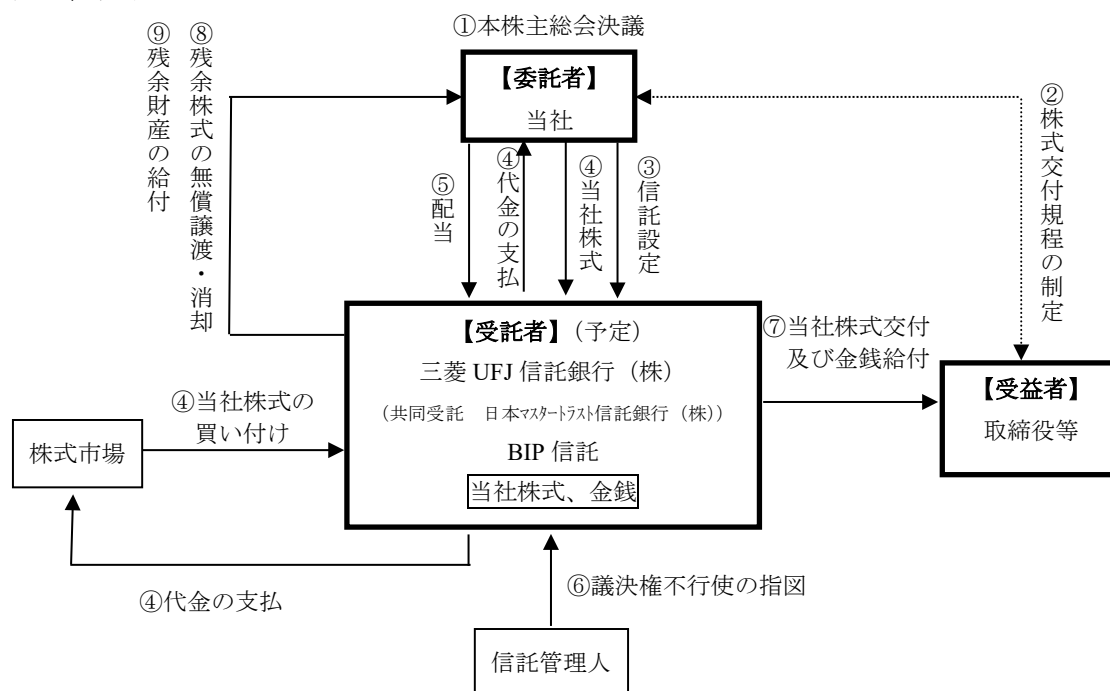 ①本株主総会決議
【委託者】
当社
⑨残余財産の給付
⑧残余株式の無償譲渡・消却
⑤配当
④代金の支払
④当社株式
③信託設定
②株式交付規程の制定
【受託者】(予定)
三菱 UFJ 信託銀行(株)
(共同受託 日本ﾏｽﾀｰﾄﾗｽﾄ信託銀行(株))
BIP 信託
当社株式、金銭
⑦当社株式交付
及び金銭給付
【受益者】
取締役等
④当社株式の
買い付け
株式市場
④代金の支払
⑥議決権不行使の指図
信託管理人